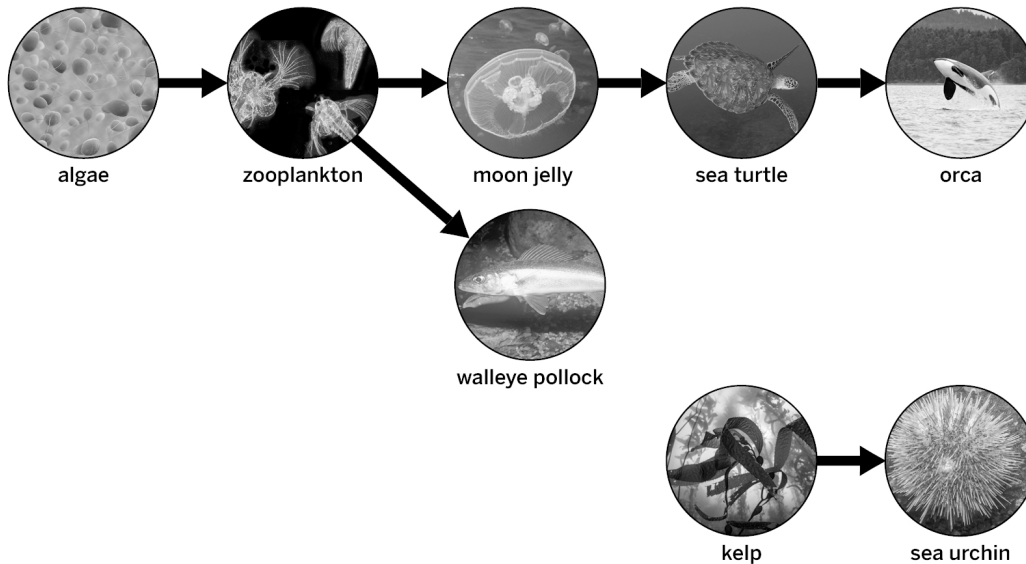 algae
zooplankton
moon jelly
sea turtle
orca
walleye pollock
kelp
sea urchin